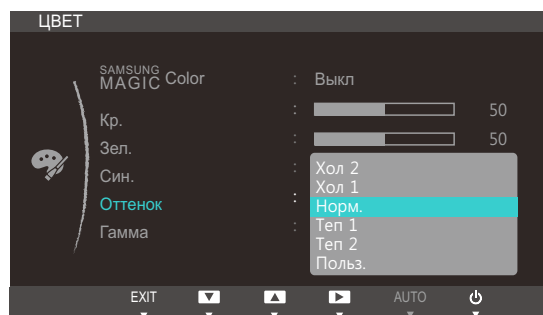 ЦВЕТ
SAMSUNG
MAGIC Color : Выкл
Кр. : 50
Зел. : 50
Син. :
Оттенок :
Гамма :
Хол 2
Хол 1
Норм.
Теп 1
Теп 2
Польз.
EXIT AUTO